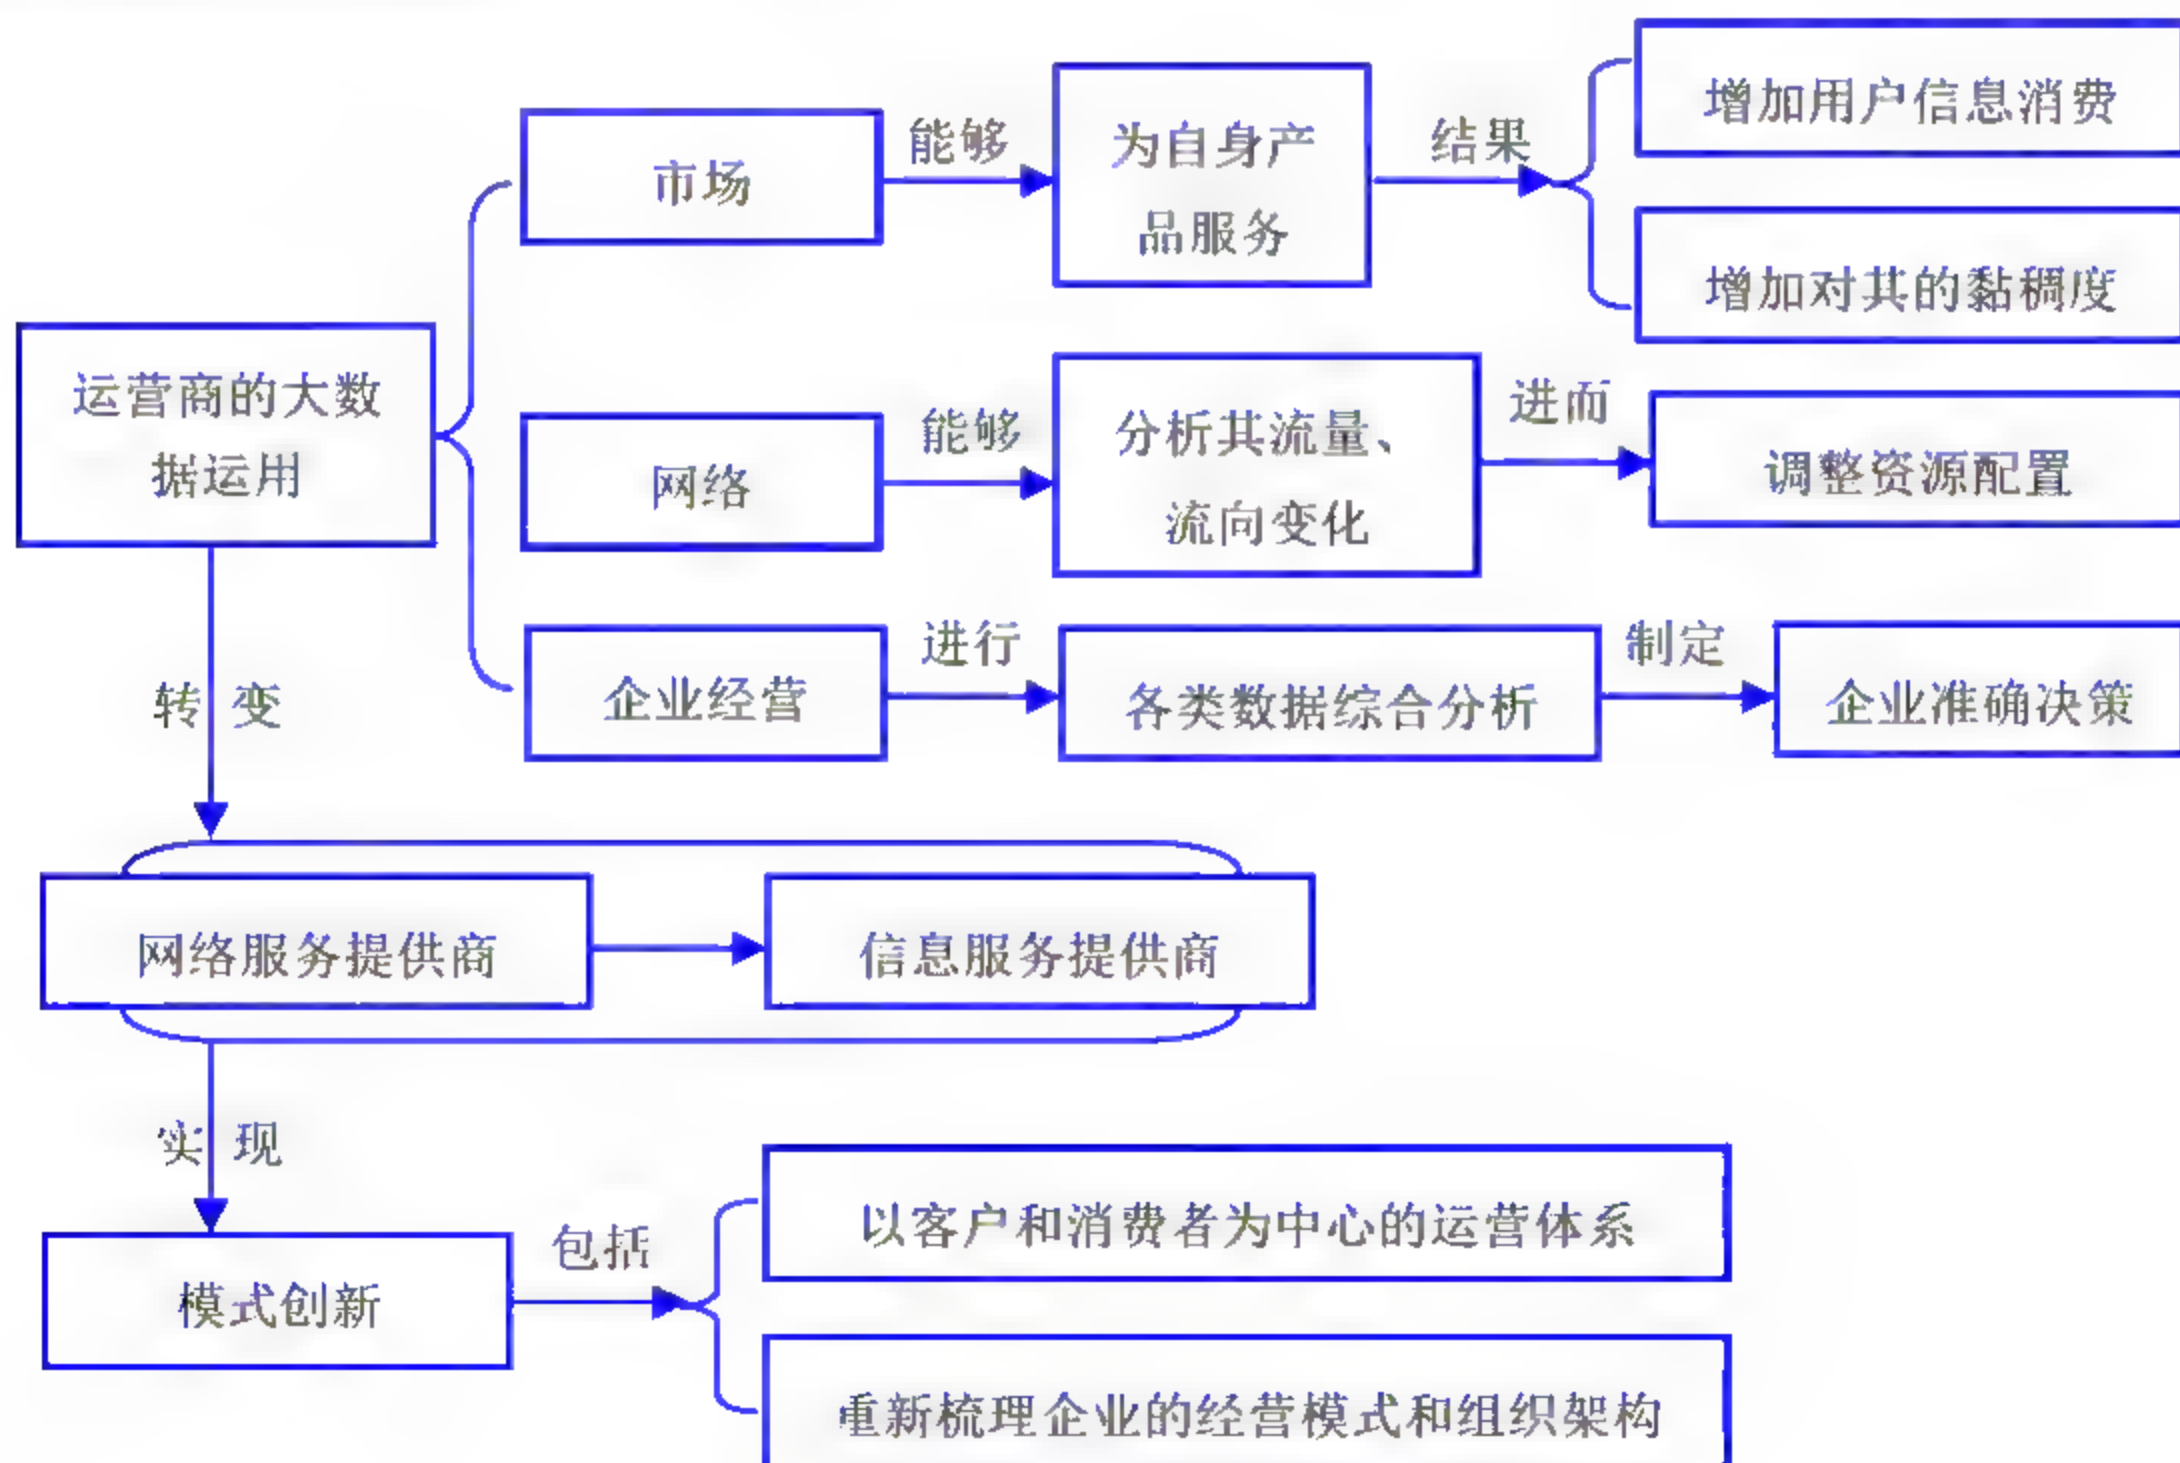 增加用户信息消费
市场
能够
为自身产
品服务
结果
增加对其的黏稠度
运营商的大数
据运用
网络
能够
分析其流量、
流向变化
进而
调整资源配置
企业经营
进行
各类数据综合分析
制定
企业准确决策
转变
网络服务提供商
信息服务提供商
实现
模式创新
包括
以客户和消费者为中心的运营体系
重新梳理企业的经营模式和组织架构